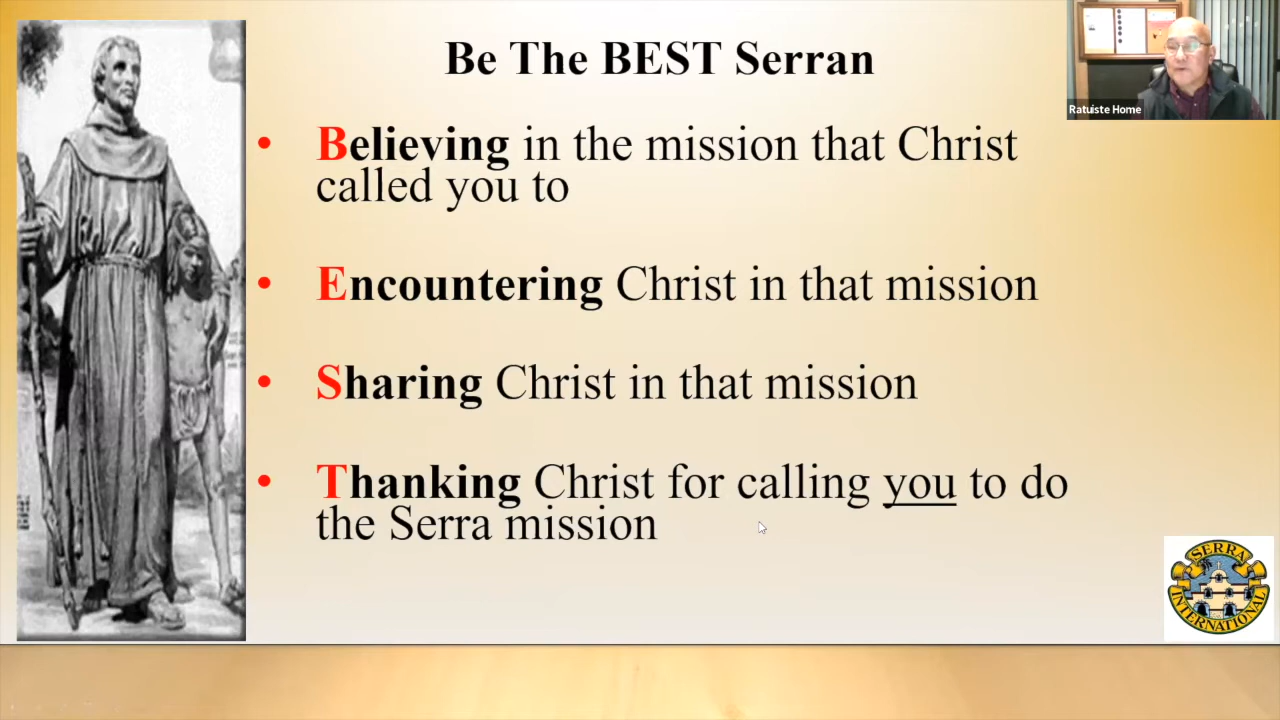 Be The BEST Serran
Ratuiste Home
• Believing in the mission that Christ
called you to
• Encountering Christ in that mission
• Sharing Christ in that mission
• Thanking Christ for calling you to do
the Serra mission
SERRA
INTERNATIONAL